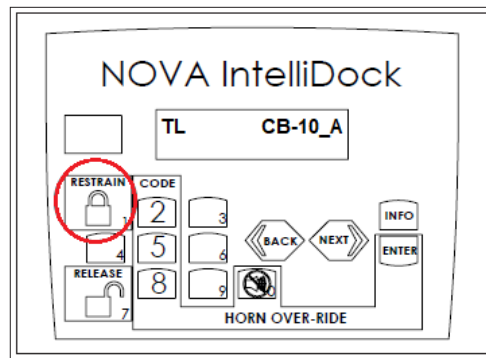 NOVA IntelliDock
TL CB-10_A
RESTRAIN CODE
1 2 3
INFO
BACK NEXT
4 5 6
ENTER
RELEASE
7 8 9 0
HORN OVER-RIDE